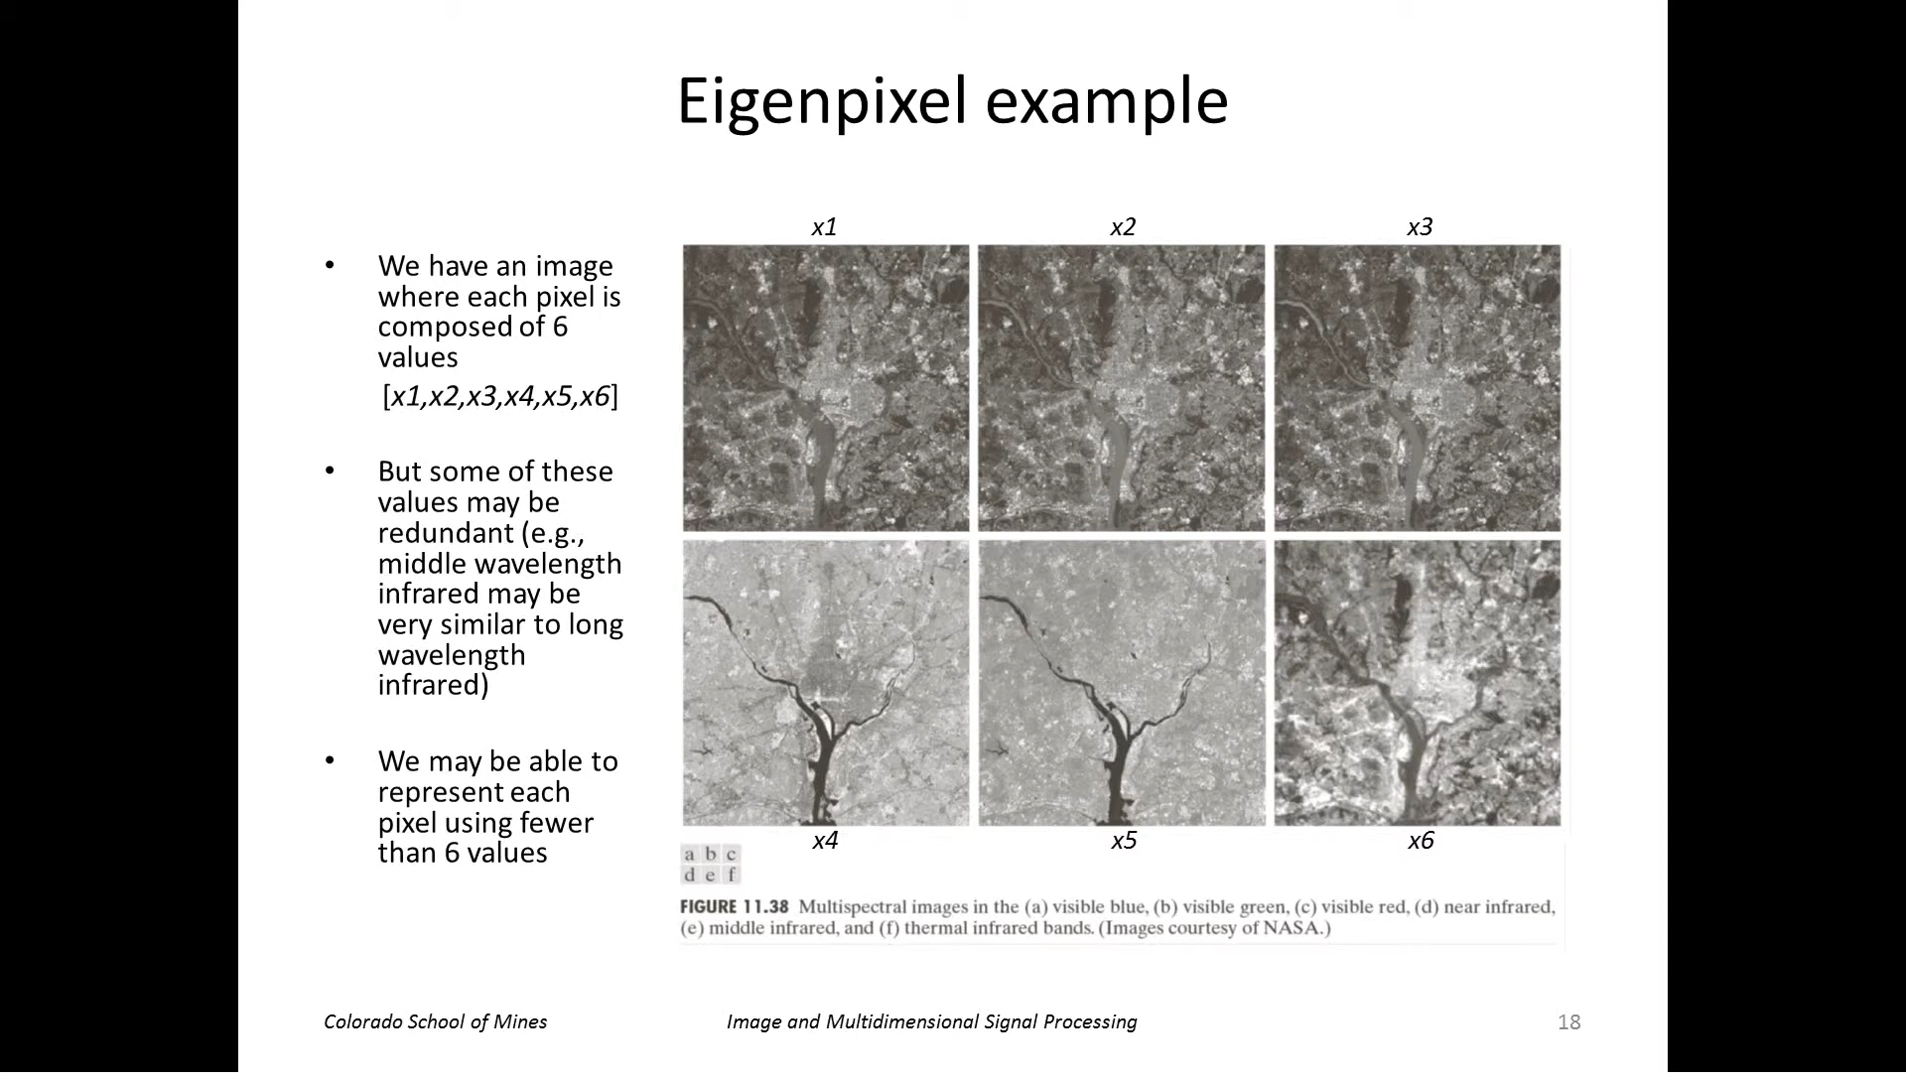 Eigenpixel example
• We have an image
where each pixel is
composed of 6
values
[x1,x2,x3,x4,x5,x6]
• But some of these
values may be
redundant (e.g.,
middle wavelength
infrared may be
very similar to long
wavelength
infrared)
• We may be able to
represent each
pixel using fewer
than 6 values
x1 x2 x3
x4 x5 x6
a b c
d e f
FIGURE 11.38 Multispectral images in the (a) visible blue, (b) visible green, (c) visible red, (d) near infrared,
(e) middle infrared, and (f) thermal infrared bands. (Images courtesy of NASA.)
Colorado School of Mines Image and Multidimensional Signal Processing 18